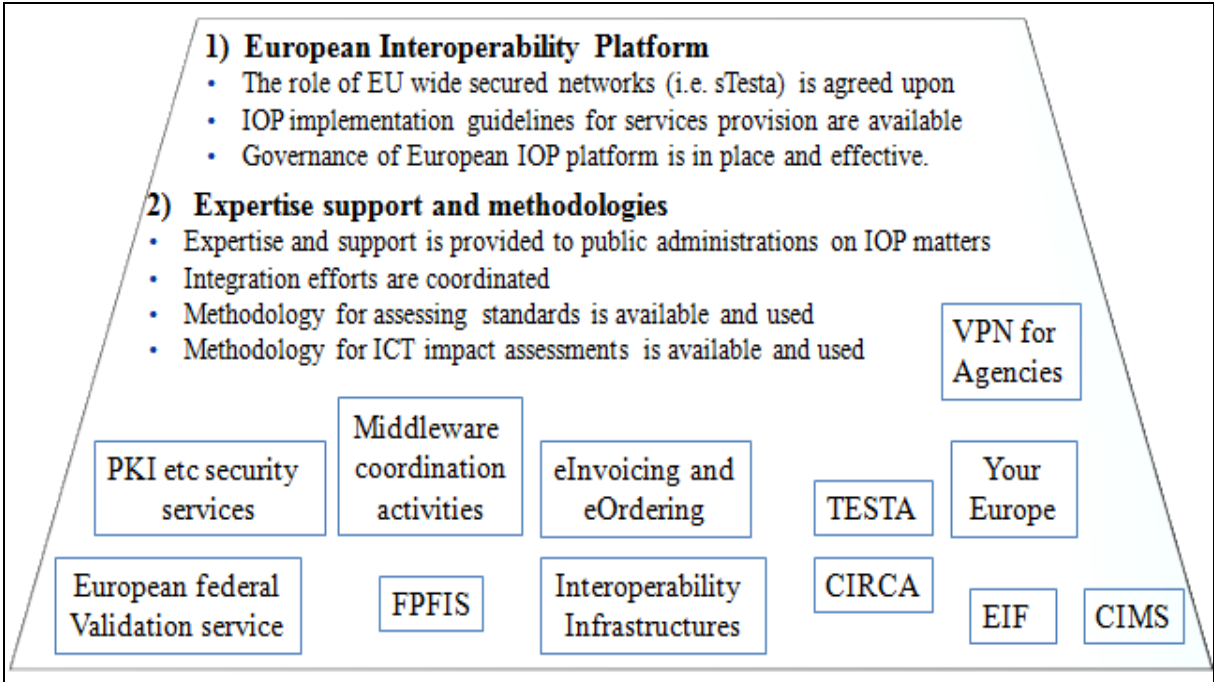 1) European Interoperability Platform
• The role of EU wide secured networks (i.e. sTesta) is agreed upon
• IOP implementation guidelines for services provision are available
• Governance of European IOP platform is in place and effective.
2) Expertise support and methodologies
• Expertise and support is provided to public administrations on IOP matters
• Integration efforts are coordinated
• Methodology for assessing standards is available and used
• Methodology for ICT impact assessments is available and used
VPN for
Agencies
PKI etc security
services
Middleware
coordination
activities
eInvoicing and
eOrdering
TESTA
Your
Europe
European federal
Validation service
FPFIS
Interoperability
Infrastructures
CIRCA
EIF
CIMS